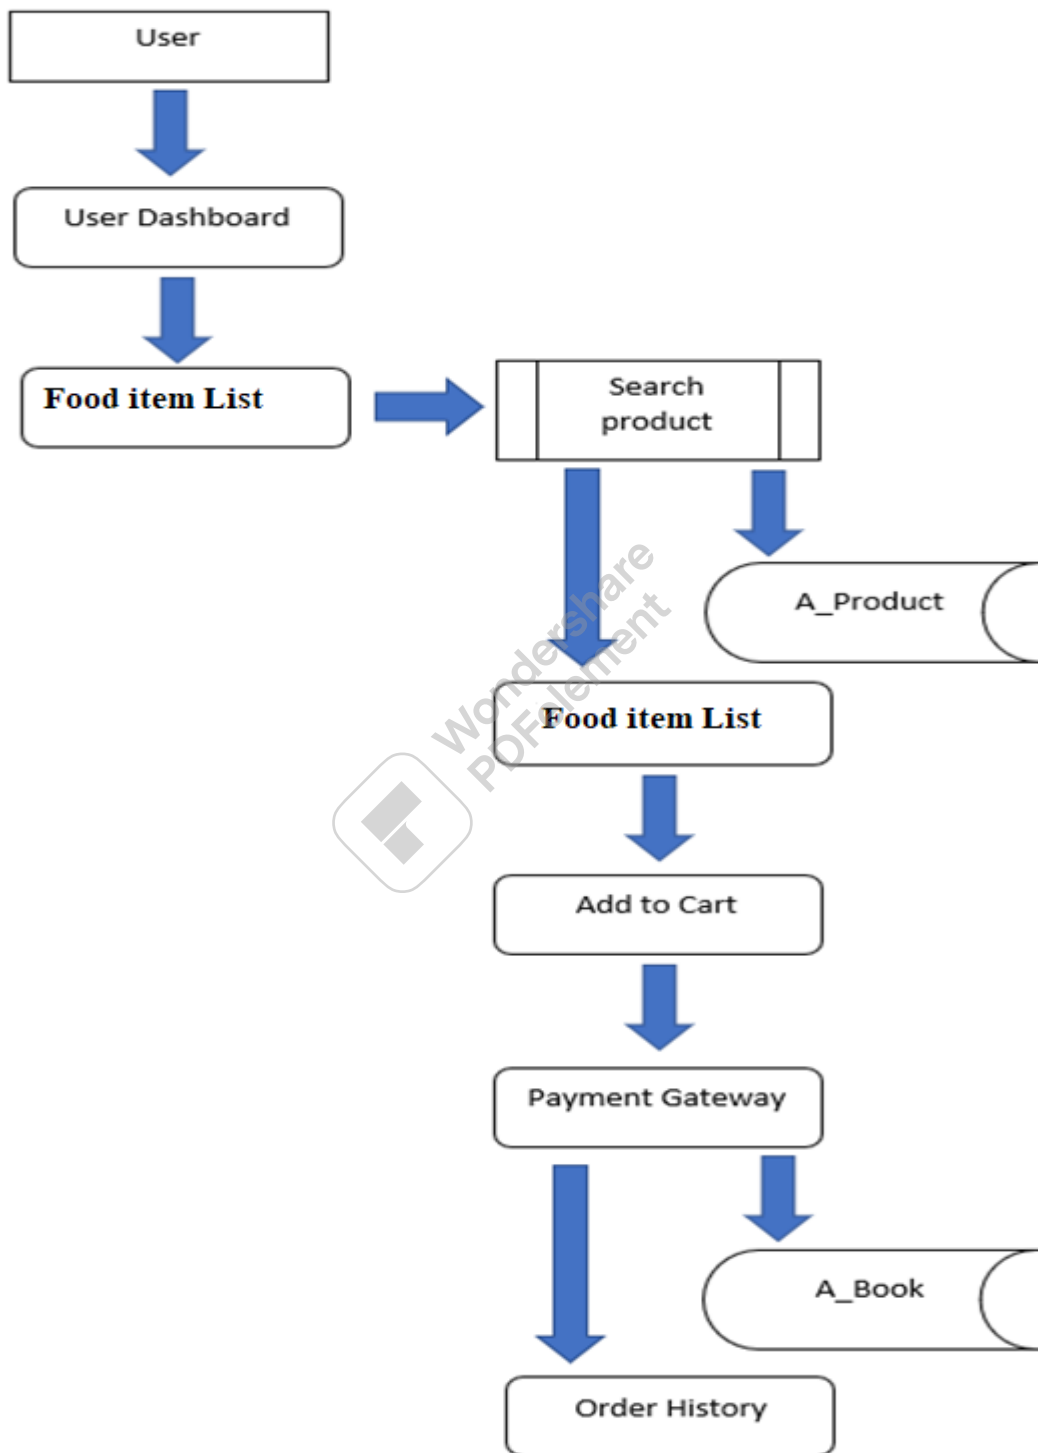 User
User Dashboard
Food item List
Search
product
A_Product
Wondershare
PDFelement
Food item List
Add to Cart
Payment Gateway
A_Book
Order History